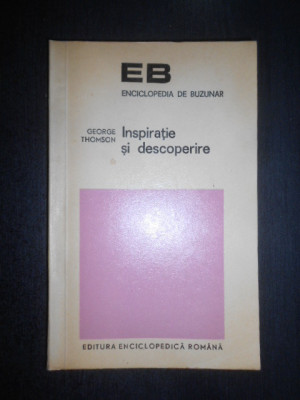 EB
ENCICLOPEDIA DE BUZUNAR
GEORGE
THOMSON
Inspirație
și descoperire
EDITURA ENCICLOPEDICĂ ROMÂNĂ